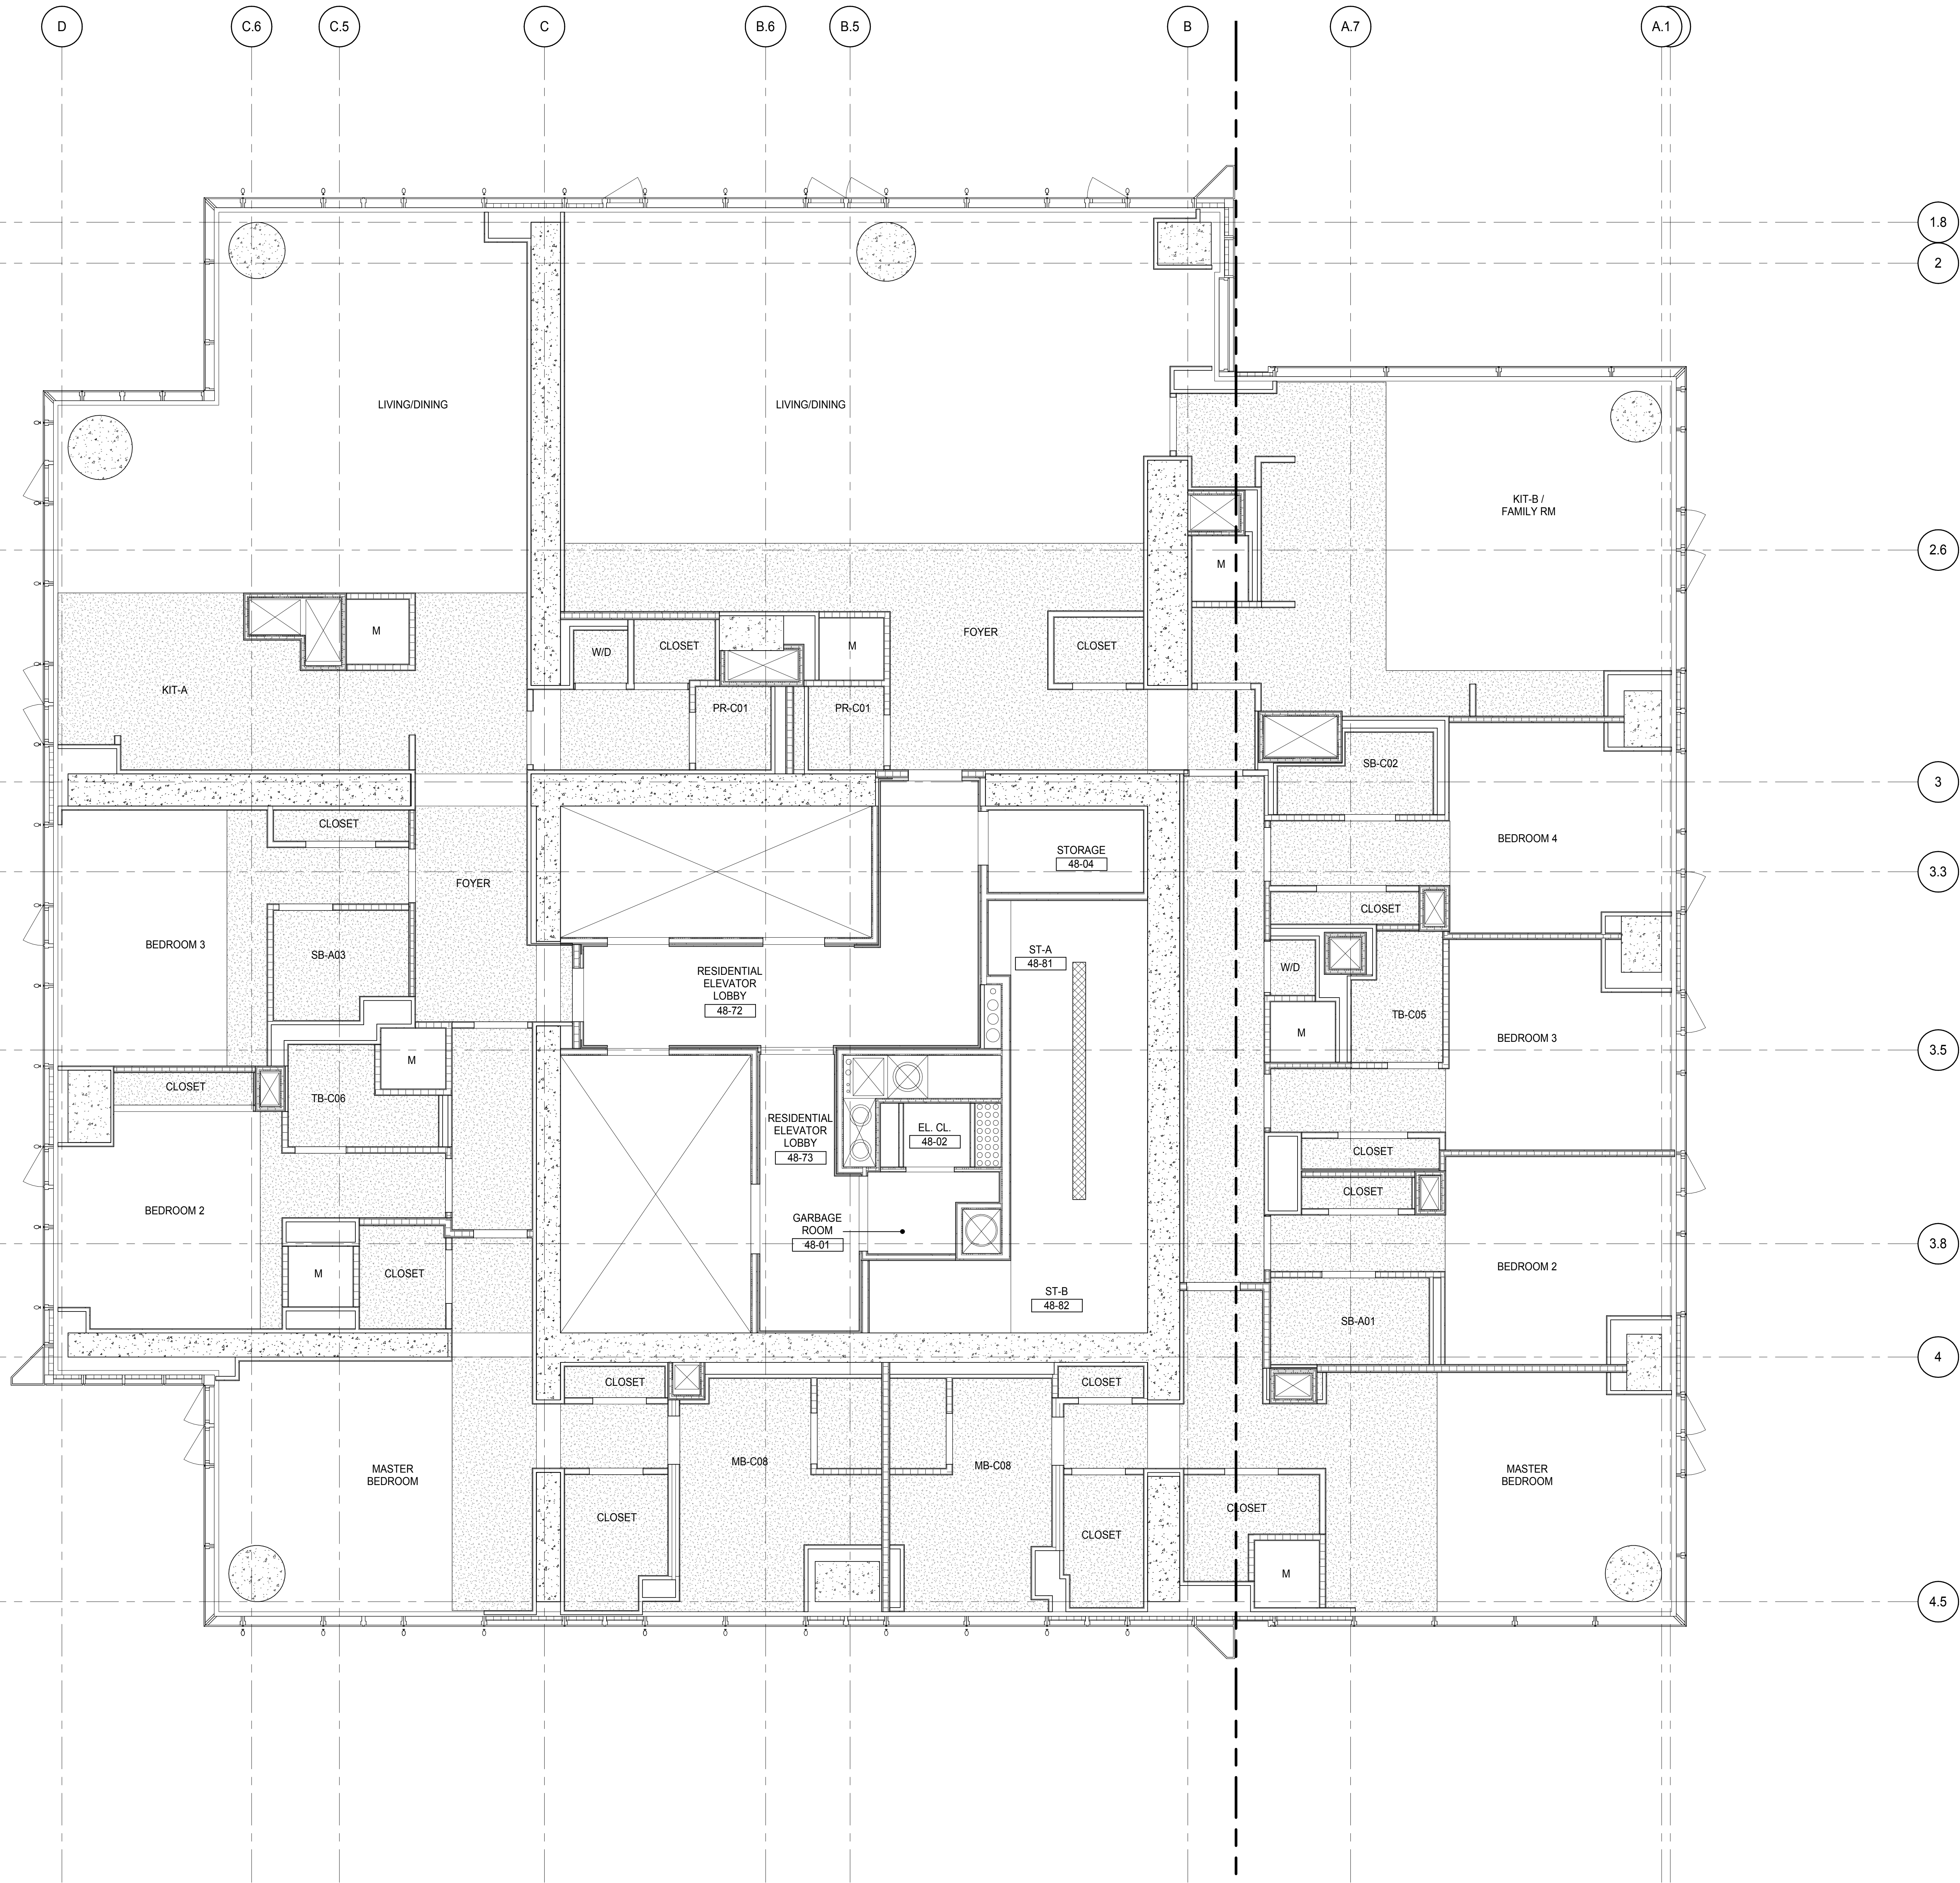 D
C.6
C.5
C
B.6
B.5
B
A.7
A.1
1.8
2
LIVING/DINING
LIVING/DINING
KIT-B /
FAMILY RM
2.6
M
M
W/D
CLOSET
M
FOYER
CLOSET
KIT-A
PR-C01
PR-C01
SB-C02
3
CLOSET
BEDROOM 4
STORAGE
48-04
3.3
FOYER
CLOSET
BEDROOM 3
SB-A03
ST-A
48-81
W/D
RESIDENTIAL
ELEVATOR
LOBBY
48-72
TB-C05
M
BEDROOM 3
3.5
M
CLOSET
TB-C06
RESIDENTIAL
ELEVATOR
LOBBY
48-73
EL. CL.
48-02
CLOSET
CLOSET
BEDROOM 2
GARBAGE
ROOM
48-01
3.8
M
CLOSET
BEDROOM 2
ST-B
48-82
SB-A01
4
CLOSET
CLOSET
MASTER
BEDROOM
MB-C08
MB-C08
MASTER
BEDROOM
CLOSET
CLOSET
CLOSET
M
4.5